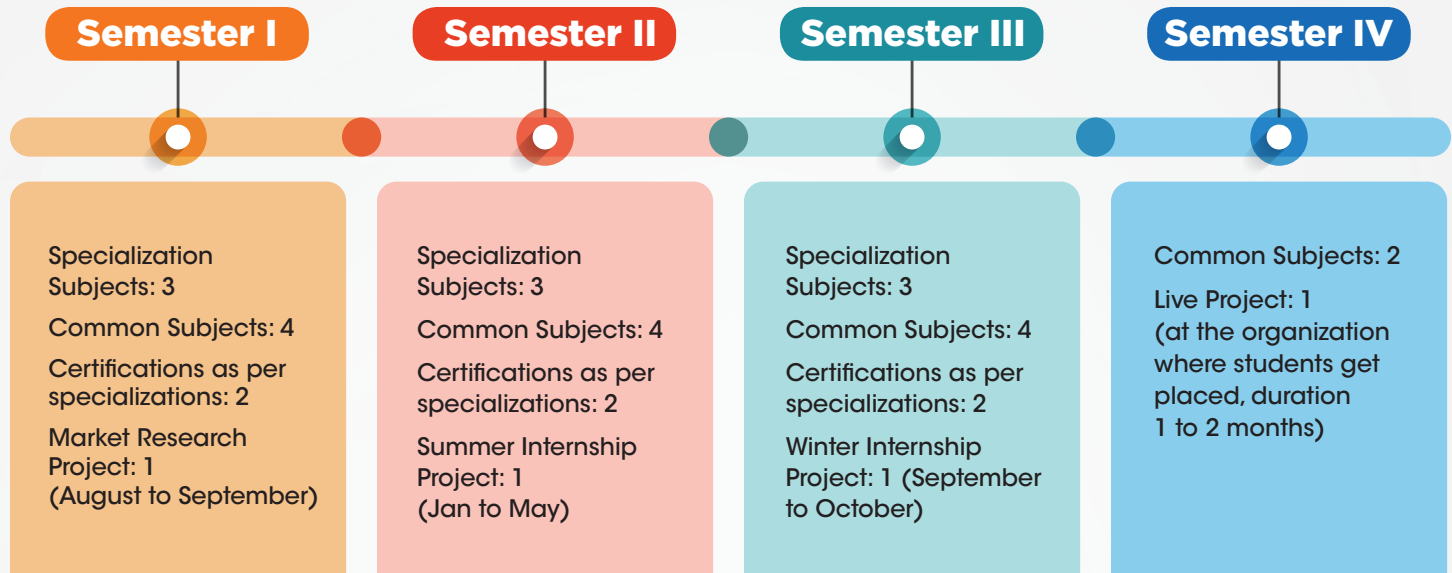 Semester I
Specialization
Subjects: 3
Common Subjects: 4
Certifications as per
specializations: 2
Market Research
Project: 1
(August to September)
Semester II
Specialization
Subjects: 3
Common Subjects: 4
Certifications as per
specializations: 2
Summer Internship
Project: 1
(Jan to May)
Semester III
Specialization
Subjects: 3
Common Subjects: 4
Certifications as per
specializations: 2
Winter Internship
Project: 1 (September
to October)
Semester IV
Common Subjects: 2
Live Project: 1
(at the organization
where students get
placed, duration
1 to 2 months)